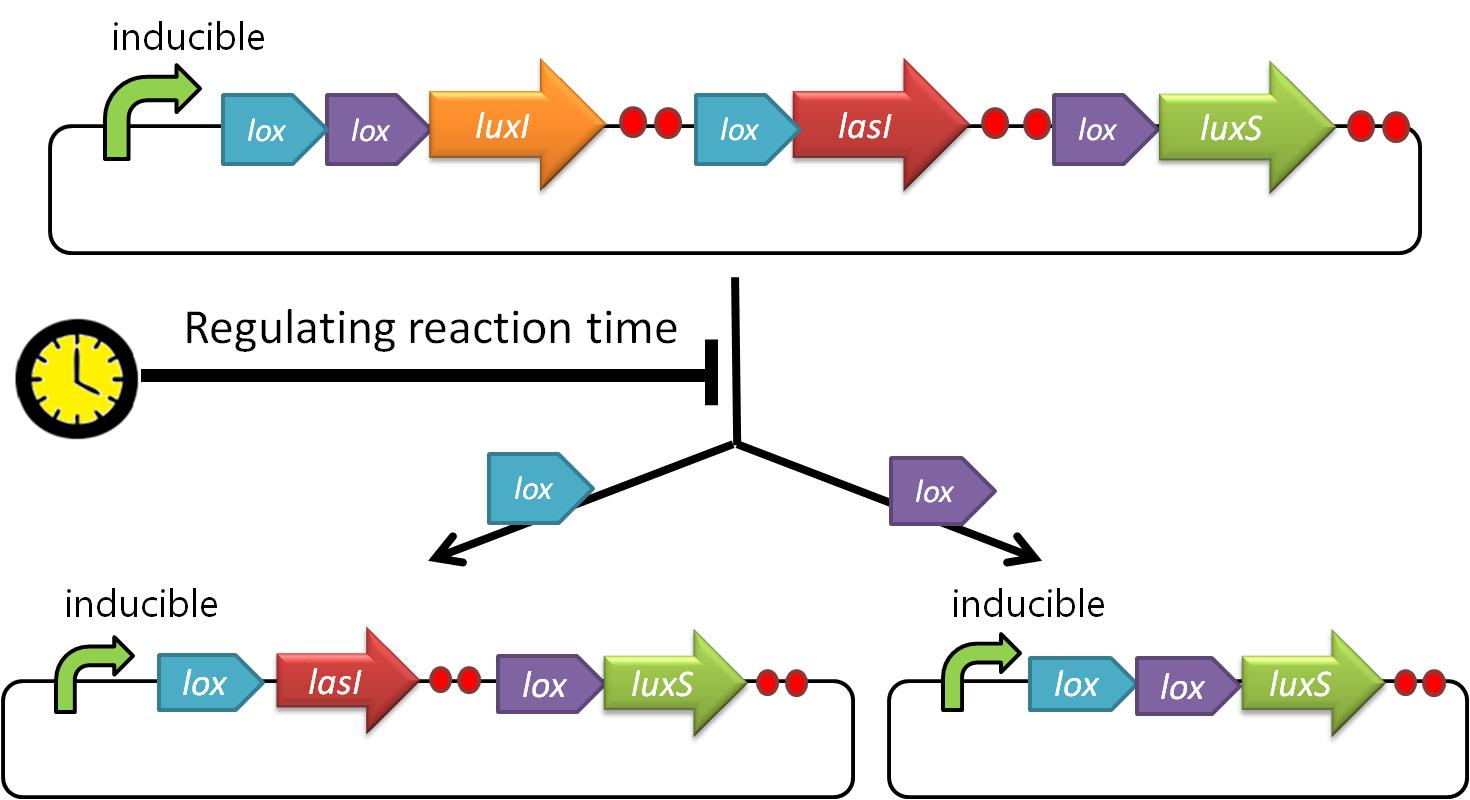 inducible
lox lox luxI lox lasI lox luxS
Regulating reaction time
lox lox
inducible inducible
lox lasI lox luxS lox lox luxS